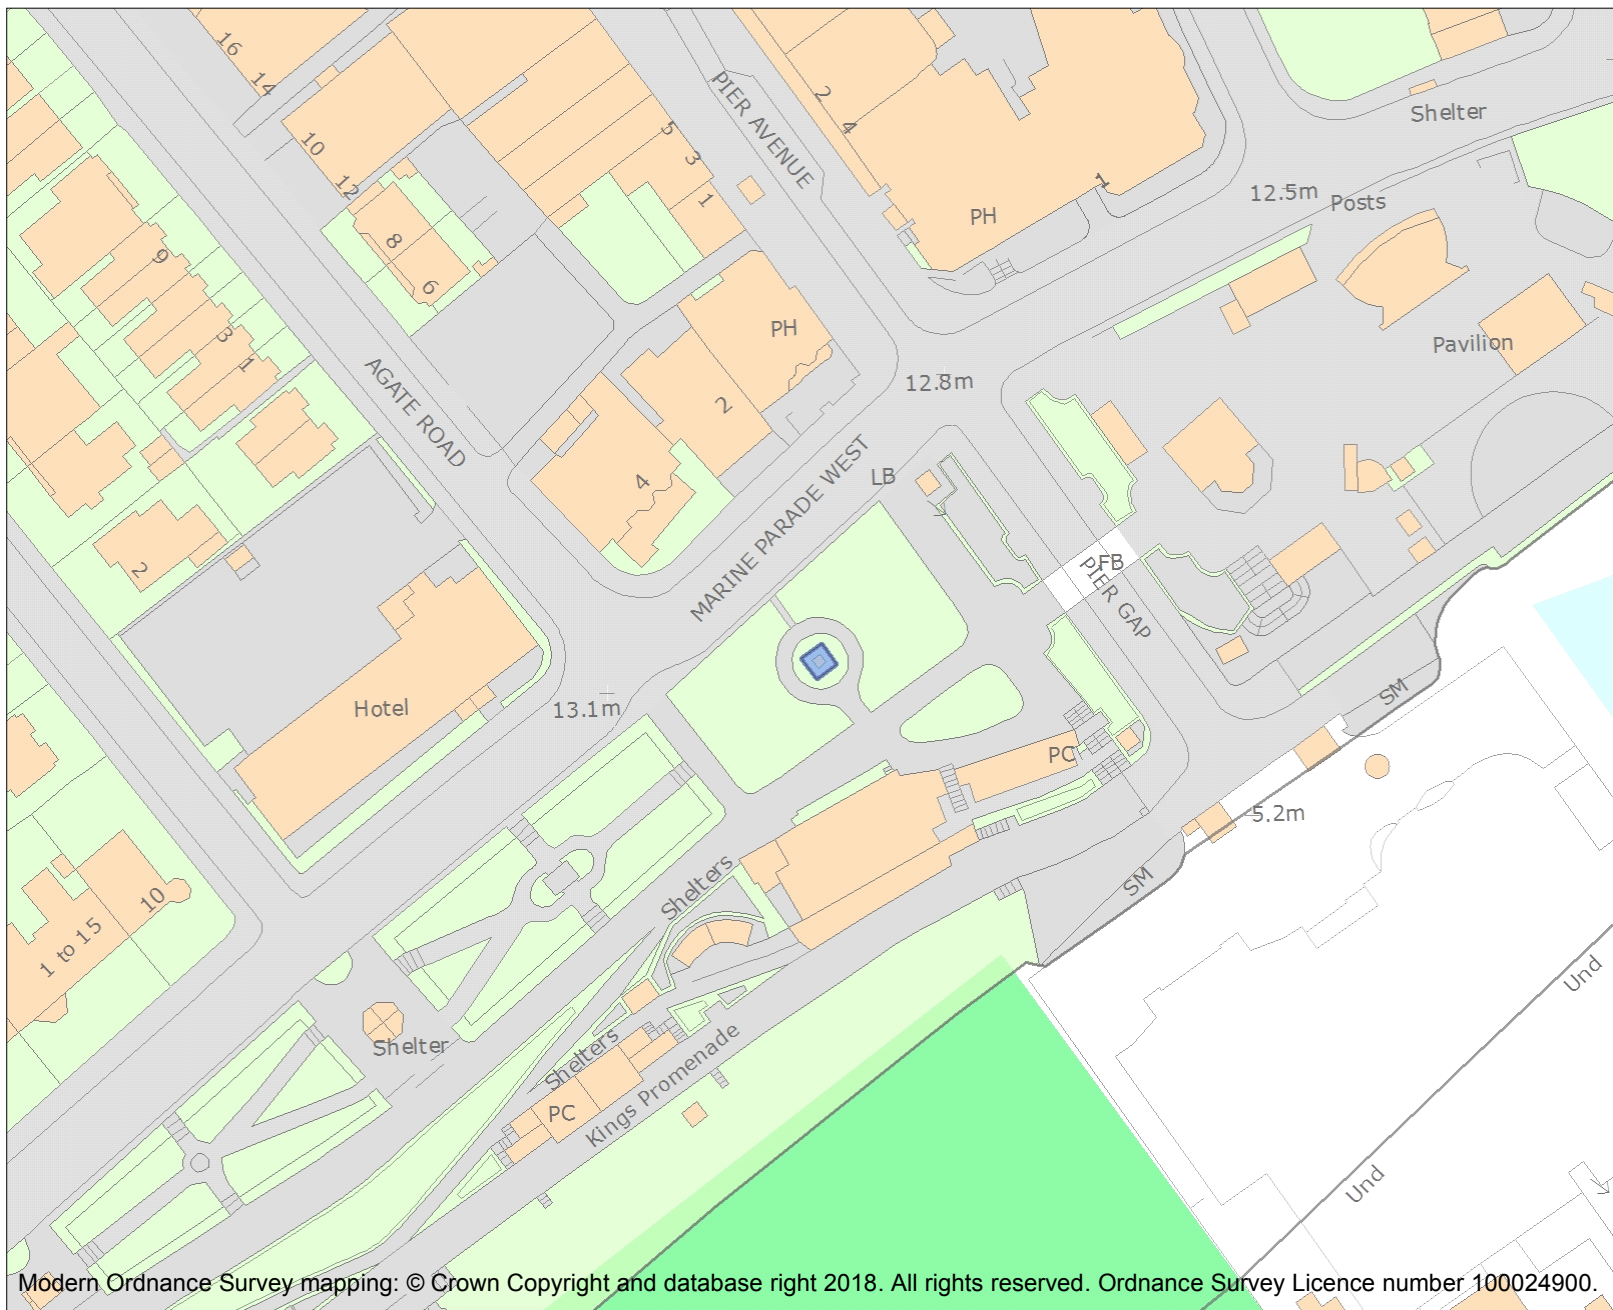 16
14
PIER AVENUE
2
4
Shelter
10
12
5
3
1
1
12.5m
Posts
PH
8
6
9
3
1
PH
Pavilion
AGATE ROAD
12.8m
2
4
LB
MARINE PARADE WEST
FB
PIER GAP
2
Hotel
13.1m
SM
PC
5.2m
Shelters
SM
10
1 to 15
Und
Shelter
Shelters
PC
Kings Promenade
Und
Modern Ordnance Survey mapping: © Crown Copyright and database right 2018. All rights reserved. Ordnance Survey Licence number 100024900.